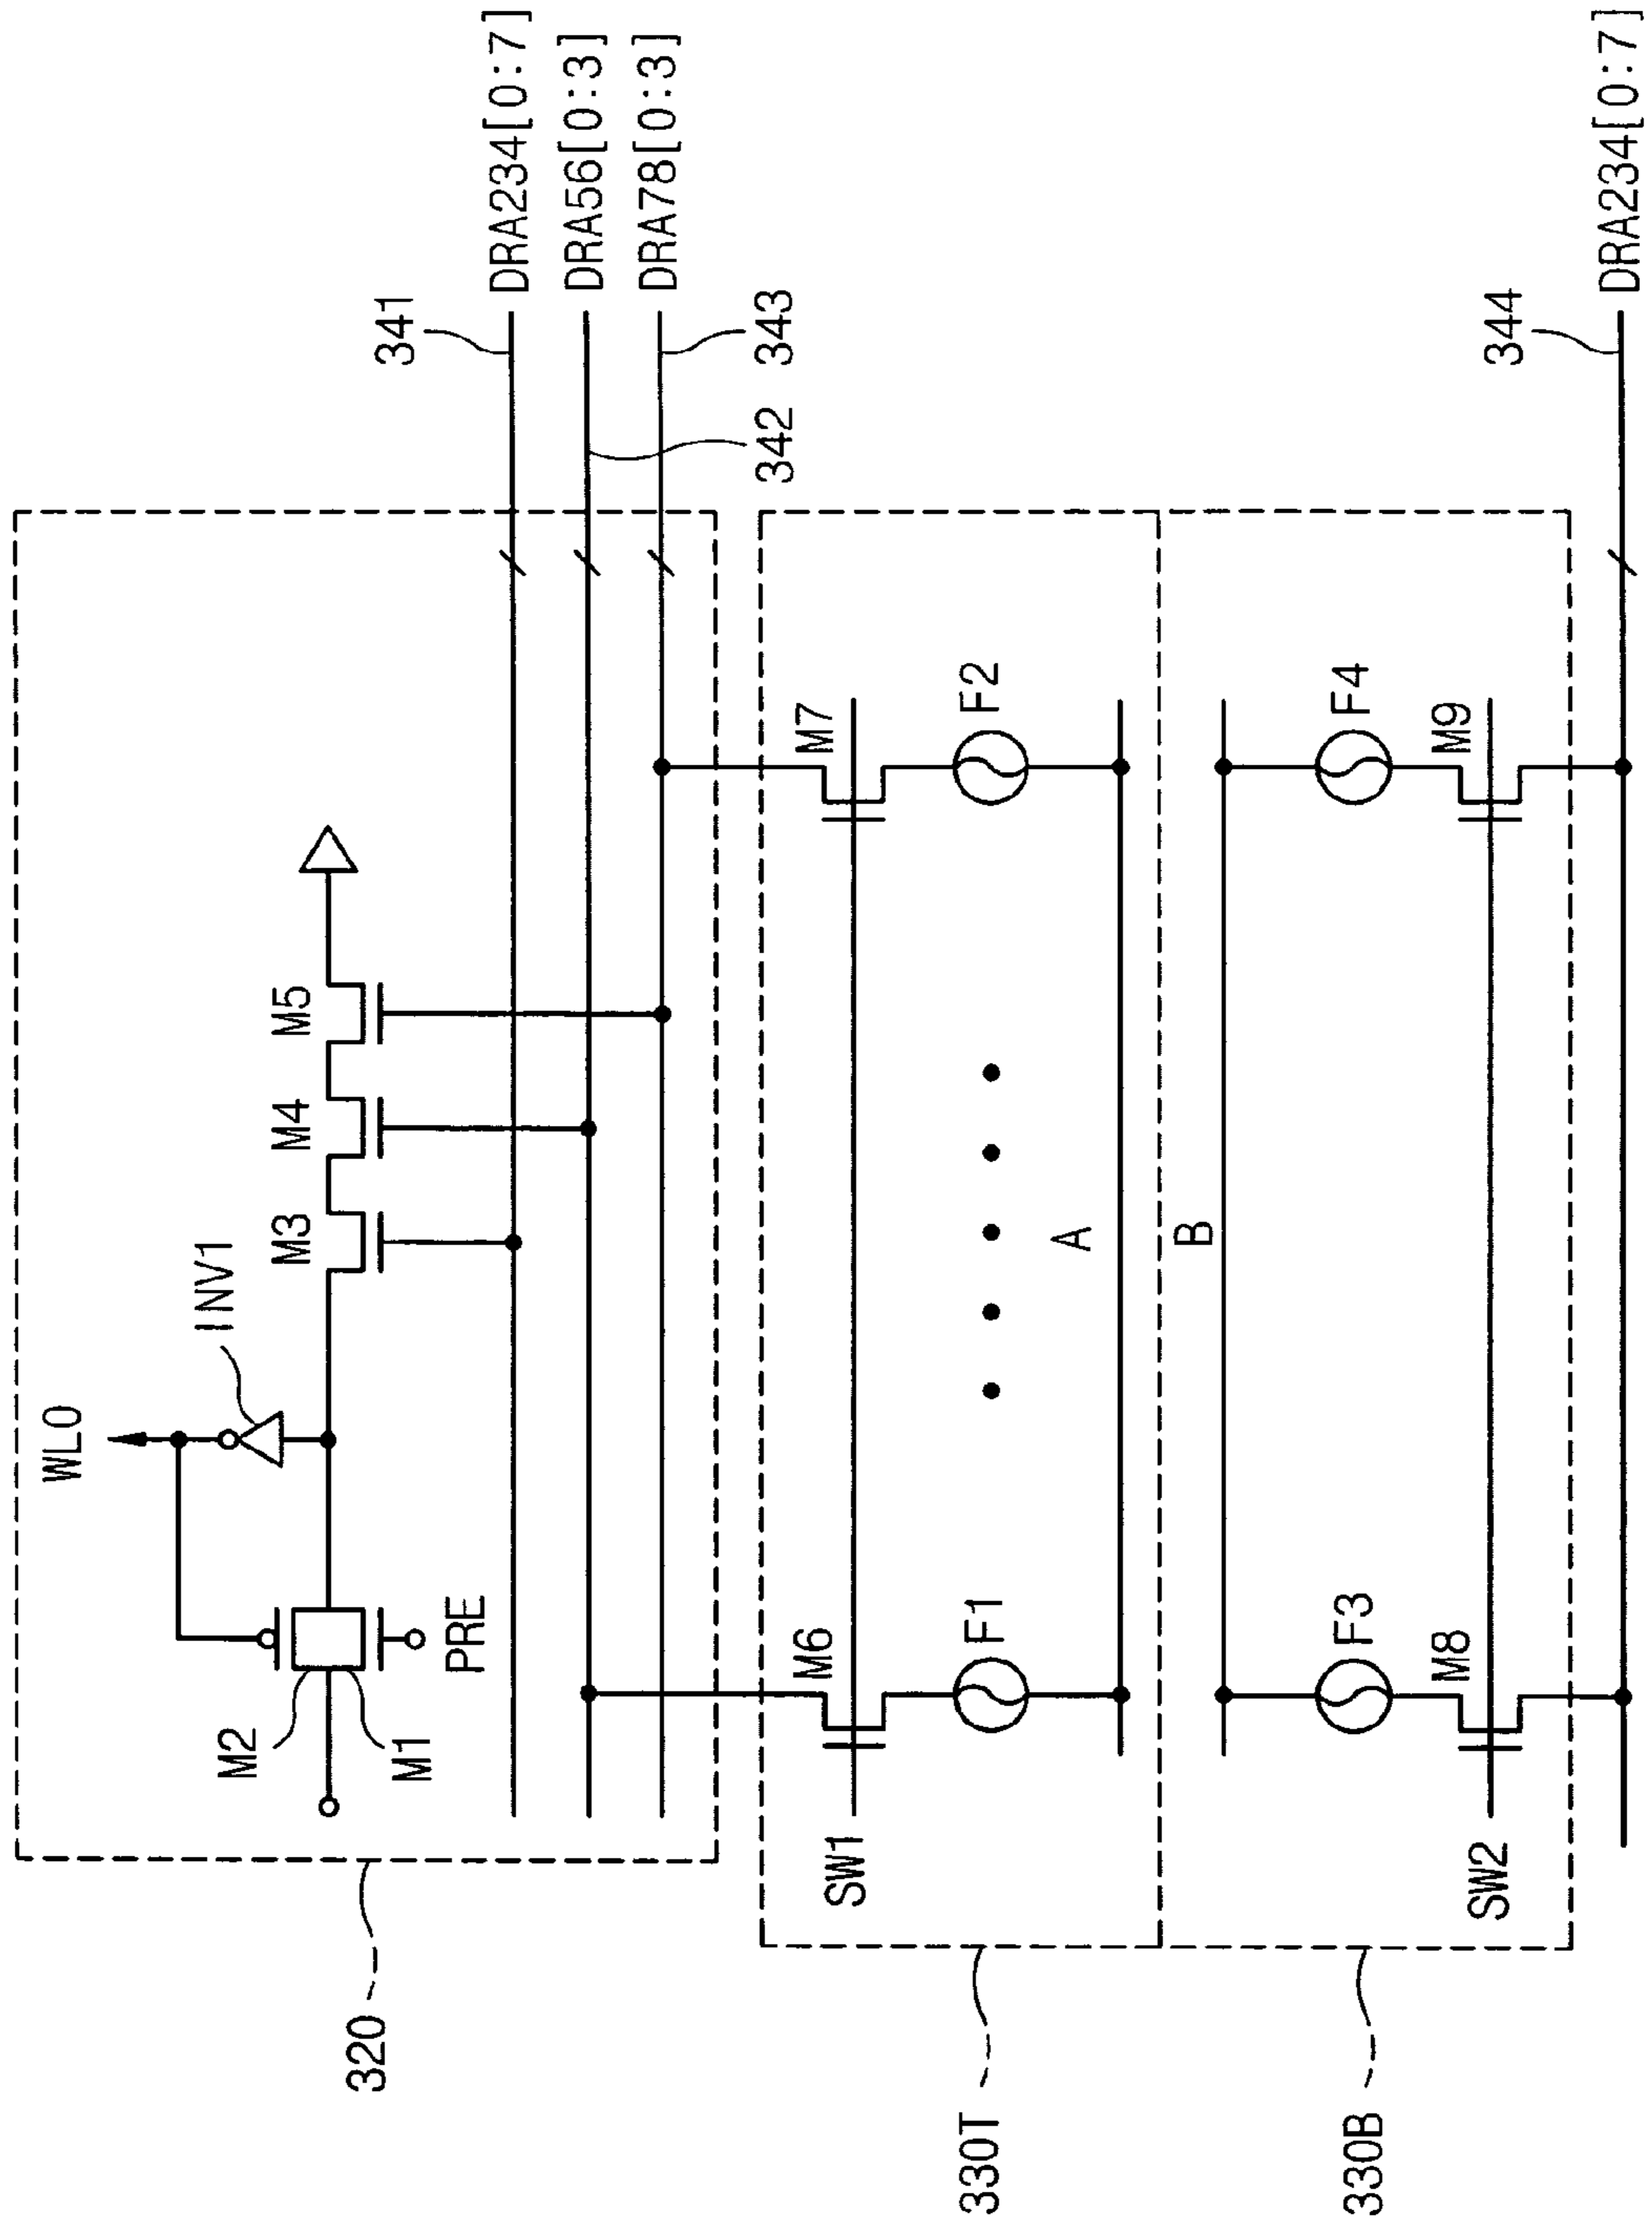 WL0
INV1
M2
M1
PRE
M3
M4
M5
341
DRA234[0:7]
DRA56[0:3]
DRA78[0:3]
342
343
320
SW1
M6
F1
M7
F2
A
330T
B
F3
M8
F4
M9
SW2
330B
344
DRA234[0:7]